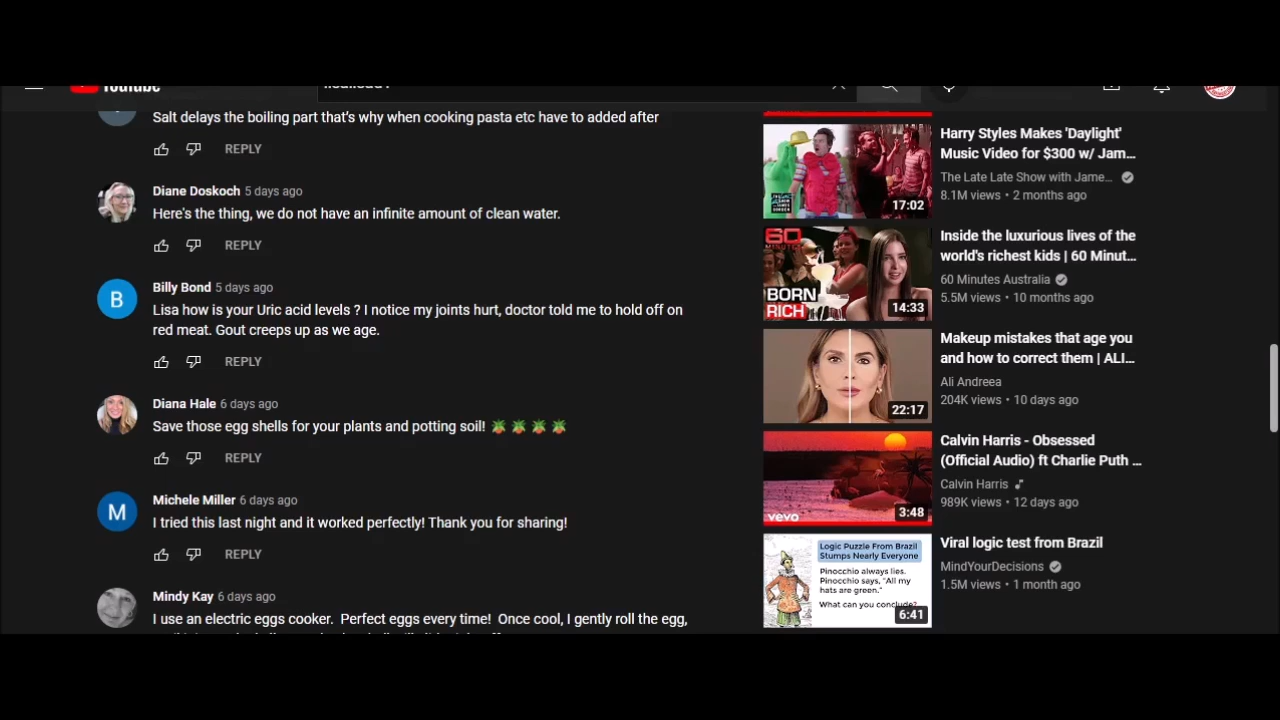 YouTube
Salt delays the boiling part that's why when cooking pasta etc have to added after
REPLY
Diane Doskoch 5 days ago
Here's the thing, we do not have an infinite amount of clean water.
REPLY
B
Billy Bond 5 days ago
Lisa how is your Uric acid levels ? I notice my joints hurt, doctor told me to hold off on
red meat. Gout creeps up as we age.
REPLY
Diana Hale 6 days ago
Save those egg shells for your plants and potting soil!
REPLY
M
Michele Miller 6 days ago
I tried this last night and it worked perfectly! Thank you for sharing!
REPLY
Mindy Kay 6 days ago
I use an electric eggs cooker. Perfect eggs every time! Once cool, I gently roll the egg,
17:02
Harry Styles Makes 'Daylight'
Music Video for $300 w/ Jam...
The Late Late Show with Jame...
8.1M views • 2 months ago
60
MINUTES
BORN
RICH
14:33
Inside the luxurious lives of the
world's richest kids | 60 Minut...
60 Minutes Australia
5.5M views • 10 months ago
22:17
Makeup mistakes that age you
and how to correct them | ALI...
Ali Andreea
204K views • 10 days ago
vevo
3:48
Calvin Harris - Obsessed
(Official Audio) ft Charlie Puth ...
Calvin Harris
989K views • 12 days ago
Logic Puzzle From Brazil
Stumps Nearly Everyone
Pinocchio always lies.
Pinocchio says, "All my
hats are green."
What can you conclude?
6:41
Viral logic test from Brazil
MindYourDecisions
1.5M views • 1 month ago